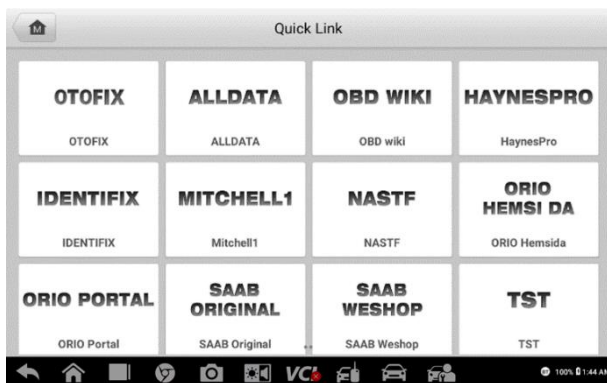 M
Quick Link
OTOFIX
ALLDATA
OBD WIKI
HAYNESPRO
OTOFIX
ALLDATA
OBD wiki
HaynesPro
IDENTIFIX
MITCHELL1
NASTF
ORIO
HEMSI DA
IDENTIFIX
Mitchell1
NASTF
ORIO Hemsida
ORIO PORTAL
SAAB
ORIGINAL
SAAB
WESHOP
TST
ORIO Portal
SAAB Original
SAAB Weshop
TST
VCI
100% 1:44 AM